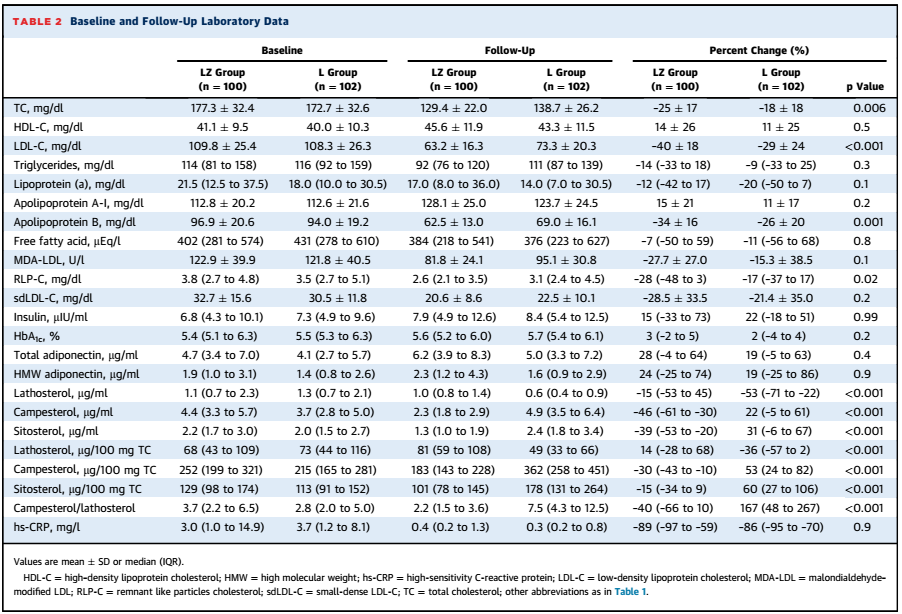 TABLE 2 Baseline and Follow-Up Laboratory Data
Baseline Follow-Up Percent Change (%)
LZ Group (n = 100) L Group (n = 102) LZ Group (n = 100) L Group (n = 102) LZ Group (n = 100) L Group (n = 102) p Value
TC, mg/dl 177.3 ± 32.4 172.7 ± 32.6 129.4 ± 22.0 138.7 ± 26.2 -25 ± 17 -18 ± 18 0.006
HDL-C, mg/dl 41.1 ± 9.5 40.0 ± 10.3 45.6 ± 11.9 43.3 ± 11.5 14 ± 26 11 ± 25 0.5
LDL-C, mg/dl 109.8 ± 25.4 108.3 ± 26.3 63.2 ± 16.3 73.3 ± 20.3 -40 ± 18 -29 ± 24 <0.001
Triglycerides, mg/dl 114 (81 to 158) 116 (92 to 159) 92 (76 to 120) 111 (87 to 139) -14 (-33 to 18) -9 (-33 to 25) 0.3
Lipoprotein (a), mg/dl 21.5 (12.5 to 37.5) 18.0 (10.0 to 30.5) 17.0 (8.0 to 36.0) 14.0 (7.0 to 30.5) -12 (-42 to 17) -20 (-50 to 7) 0.1
Apolipoprotein A-I, mg/dl 112.8 ± 20.2 112.6 ± 21.6 128.1 ± 25.0 123.7 ± 24.5 15 ± 21 11 ± 17 0.2
Apolipoprotein B, mg/dl 96.9 ± 20.6 94.0 ± 19.2 62.5 ± 13.0 69.0 ± 16.1 -34 ± 16 -26 ± 20 0.001
Free fatty acid, μEq/l 402 (281 to 574) 431 (278 to 610) 384 (218 to 541) 376 (223 to 627) -7 (-50 to 59) -11 (-56 to 68) 0.8
MDA-LDL, U/l 122.9 ± 39.9 121.8 ± 40.5 81.8 ± 24.1 95.1 ± 30.8 -27.7 ± 27.0 -15.3 ± 38.5 0.1
RLP-C, mg/dl 3.8 (2.7 to 4.8) 3.5 (2.7 to 5.1) 2.6 (2.1 to 3.5) 3.1 (2.4 to 4.5) -28 (-48 to 3) -17 (-37 to 17) 0.02
sdLDL-C, mg/dl 32.7 ± 15.6 30.5 ± 11.8 20.6 ± 8.6 22.5 ± 10.1 -28.5 ± 33.5 -21.4 ± 35.0 0.2
Insulin, μIU/ml 6.8 (4.3 to 10.1) 7.3 (4.9 to 9.6) 7.9 (4.9 to 12.6) 8.4 (5.4 to 12.5) 15 (-33 to 73) 22 (-18 to 51) 0.99
HbA1c, % 5.4 (5.1 to 6.3) 5.5 (5.3 to 6.3) 5.6 (5.2 to 6.0) 5.7 (5.4 to 6.1) 3 (-2 to 5) 2 (-4 to 4) 0.2
Total adiponectin, μg/ml 4.7 (3.4 to 7.0) 4.1 (2.7 to 5.7) 6.2 (3.9 to 8.3) 5.0 (3.3 to 7.2) 28 (-4 to 64) 19 (-5 to 63) 0.4
HMW adiponectin, μg/ml 1.9 (1.0 to 3.1) 1.4 (0.8 to 2.6) 2.3 (1.2 to 4.3) 1.6 (0.9 to 2.9) 24 (-25 to 74) 19 (-25 to 86) 0.9
Lathosterol, μg/ml 1.1 (0.7 to 2.3) 1.3 (0.7 to 2.1) 1.0 (0.8 to 1.4) 0.6 (0.4 to 0.9) -15 (-53 to 45) -53 (-71 to -22) <0.001
Campesterol, μg/ml 4.4 (3.3 to 5.7) 3.7 (2.8 to 5.0) 2.3 (1.8 to 2.9) 4.9 (3.5 to 6.4) -46 (-61 to -30) 22 (-5 to 61) <0.001
Sitosterol, μg/ml 2.2 (1.7 to 3.0) 2.0 (1.5 to 2.7) 1.3 (1.0 to 1.9) 2.4 (1.8 to 3.4) -39 (-53 to -20) 31 (-6 to 67) <0.001
Lathosterol, μg/100 mg TC 68 (43 to 109) 73 (44 to 116) 81 (59 to 108) 49 (33 to 66) 14 (-28 to 68) -36 (-57 to 2) <0.001
Campesterol, μg/100 mg TC 252 (199 to 321) 215 (165 to 281) 183 (143 to 228) 362 (258 to 451) -30 (-43 to -10) 53 (24 to 82) <0.001
Sitosterol, μg/100 mg TC 129 (98 to 174) 113 (91 to 152) 101 (78 to 145) 178 (131 to 264) -15 (-34 to 9) 60 (27 to 106) <0.001
Campesterol/lathosterol 3.7 (2.2 to 6.5) 2.8 (2.0 to 5.0) 2.2 (1.5 to 3.6) 7.5 (4.3 to 12.5) -40 (-66 to 10) 167 (48 to 267) <0.001
hs-CRP, mg/l 3.0 (1.0 to 14.9) 3.7 (1.2 to 8.1) 0.4 (0.2 to 1.3) 0.3 (0.2 to 0.8) -89 (-97 to -59) -86 (-95 to -70) 0.9
Values are mean ± SD or median (IQR).
HDL-C = high-density lipoprotein cholesterol; HMW = high molecular weight; hs-CRP = high-sensitivity C-reactive protein; LDL-C = low-density lipoprotein cholesterol; MDA-LDL = malondialdehyde-
modified LDL; RLP-C = remnant like particles cholesterol; sdLDL-C = small-dense LDL-C; TC = total cholesterol; other abbreviations as in Table 1.